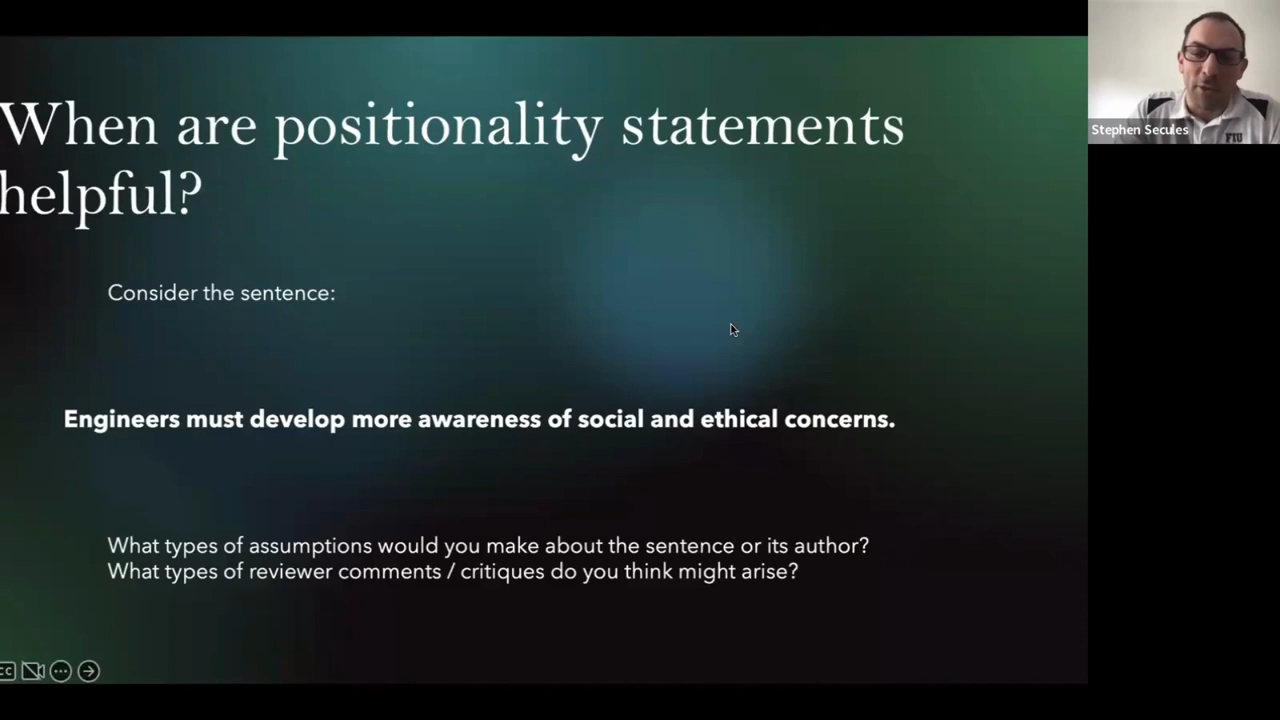 When are positionality statements
helpful?
Consider the sentence:
Engineers must develop more awareness of social and ethical concerns.
What types of assumptions would you make about the sentence or its author?
What types of reviewer comments / critiques do you think might arise?
Stephen Secules
FIU
CC